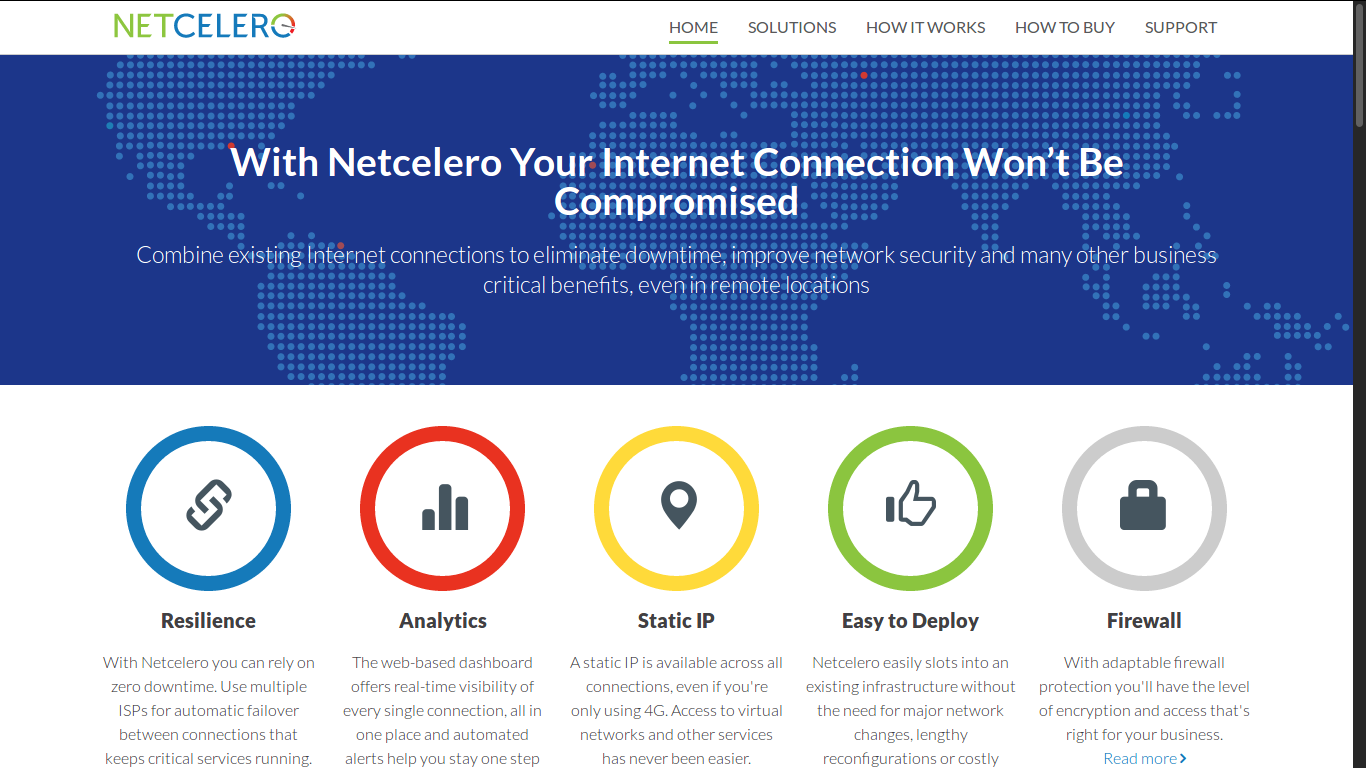 NETCELERO
HOME SOLUTIONS HOW IT WORKS HOW TO BUY SUPPORT
With Netcelero Your Internet Connection Won’t Be
Compromised
Combine existing Internet connections to eliminate downtime, improve network security and many other business
critical benefits, even in remote locations
Resilience
With Netcelero you can rely on
zero downtime. Use multiple
ISPs for automatic failover
between connections that
keeps critical services running.
Analytics
The web-based dashboard
offers real-time visibility of
every single connection, all in
one place and automated
alerts help you stay one step
Static IP
A static IP is available across all
connections, even if you're
only using 4G. Access to virtual
networks and other services
has never been easier.
Easy to Deploy
Netcelero easily slots into an
existing infrastructure without
the need for major network
changes, lengthy
reconfigurations or costly
Firewall
With adaptable firewall
protection you'll have the level
of encryption and access that's
right for your business.
Read more